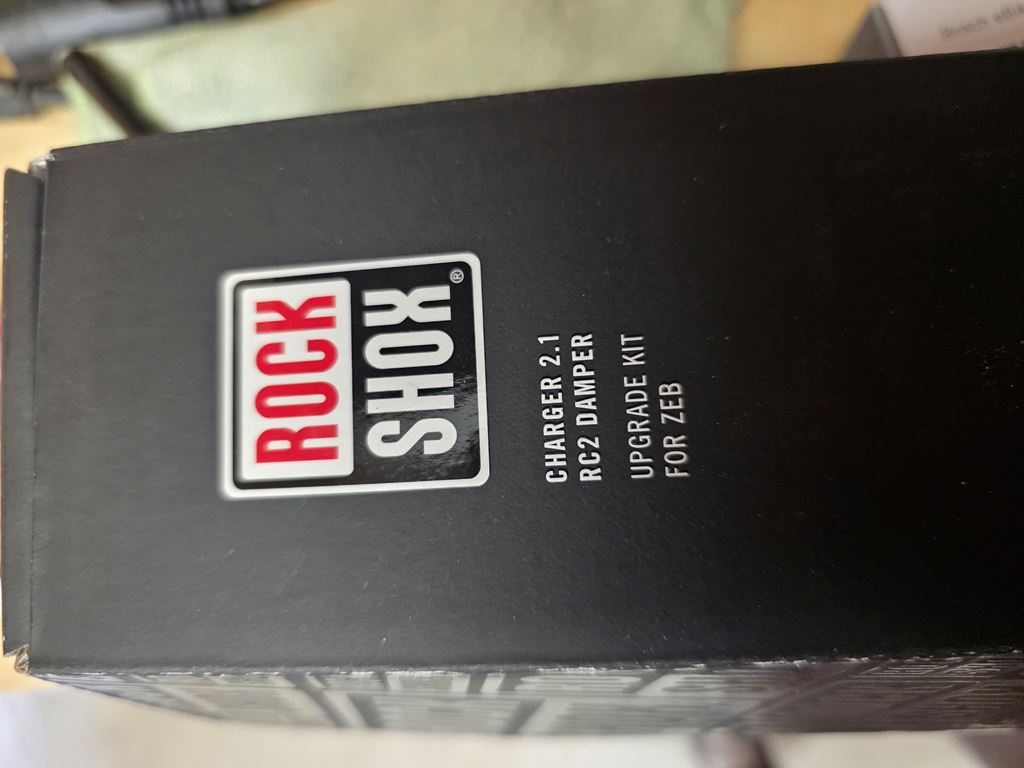 ROCK
SHOX®
CHARGER 2.1
RC2 DAMPER
UPGRADE KIT
FOR ZEB